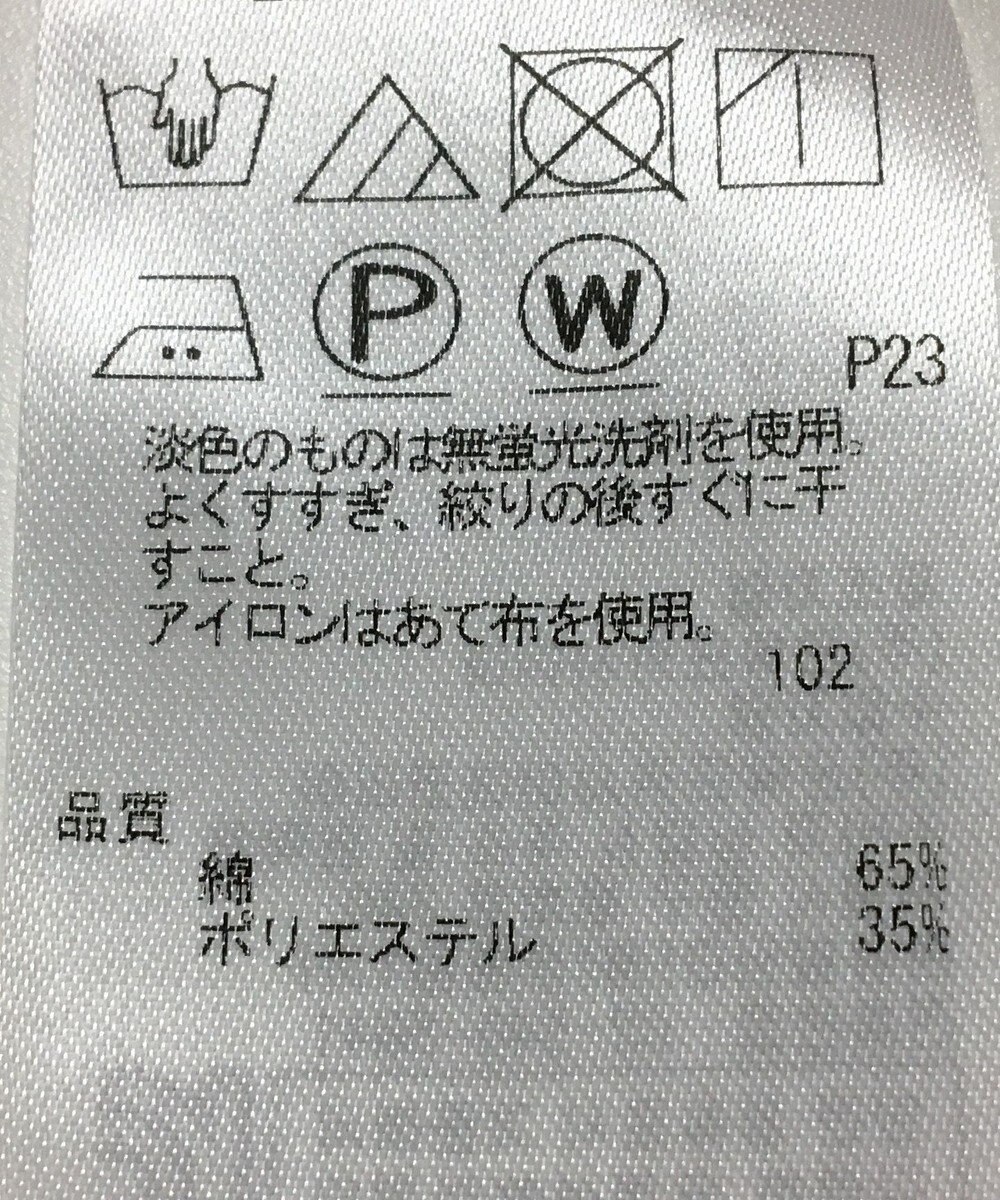 P
W
P23
淡色のものは無蛍光洗剤を使用。
よくすすぎ、絞りの後すぐに干
すこと。
アイロンはあて布を使用。
102
品質
綿 65%
ポリエステル 35%